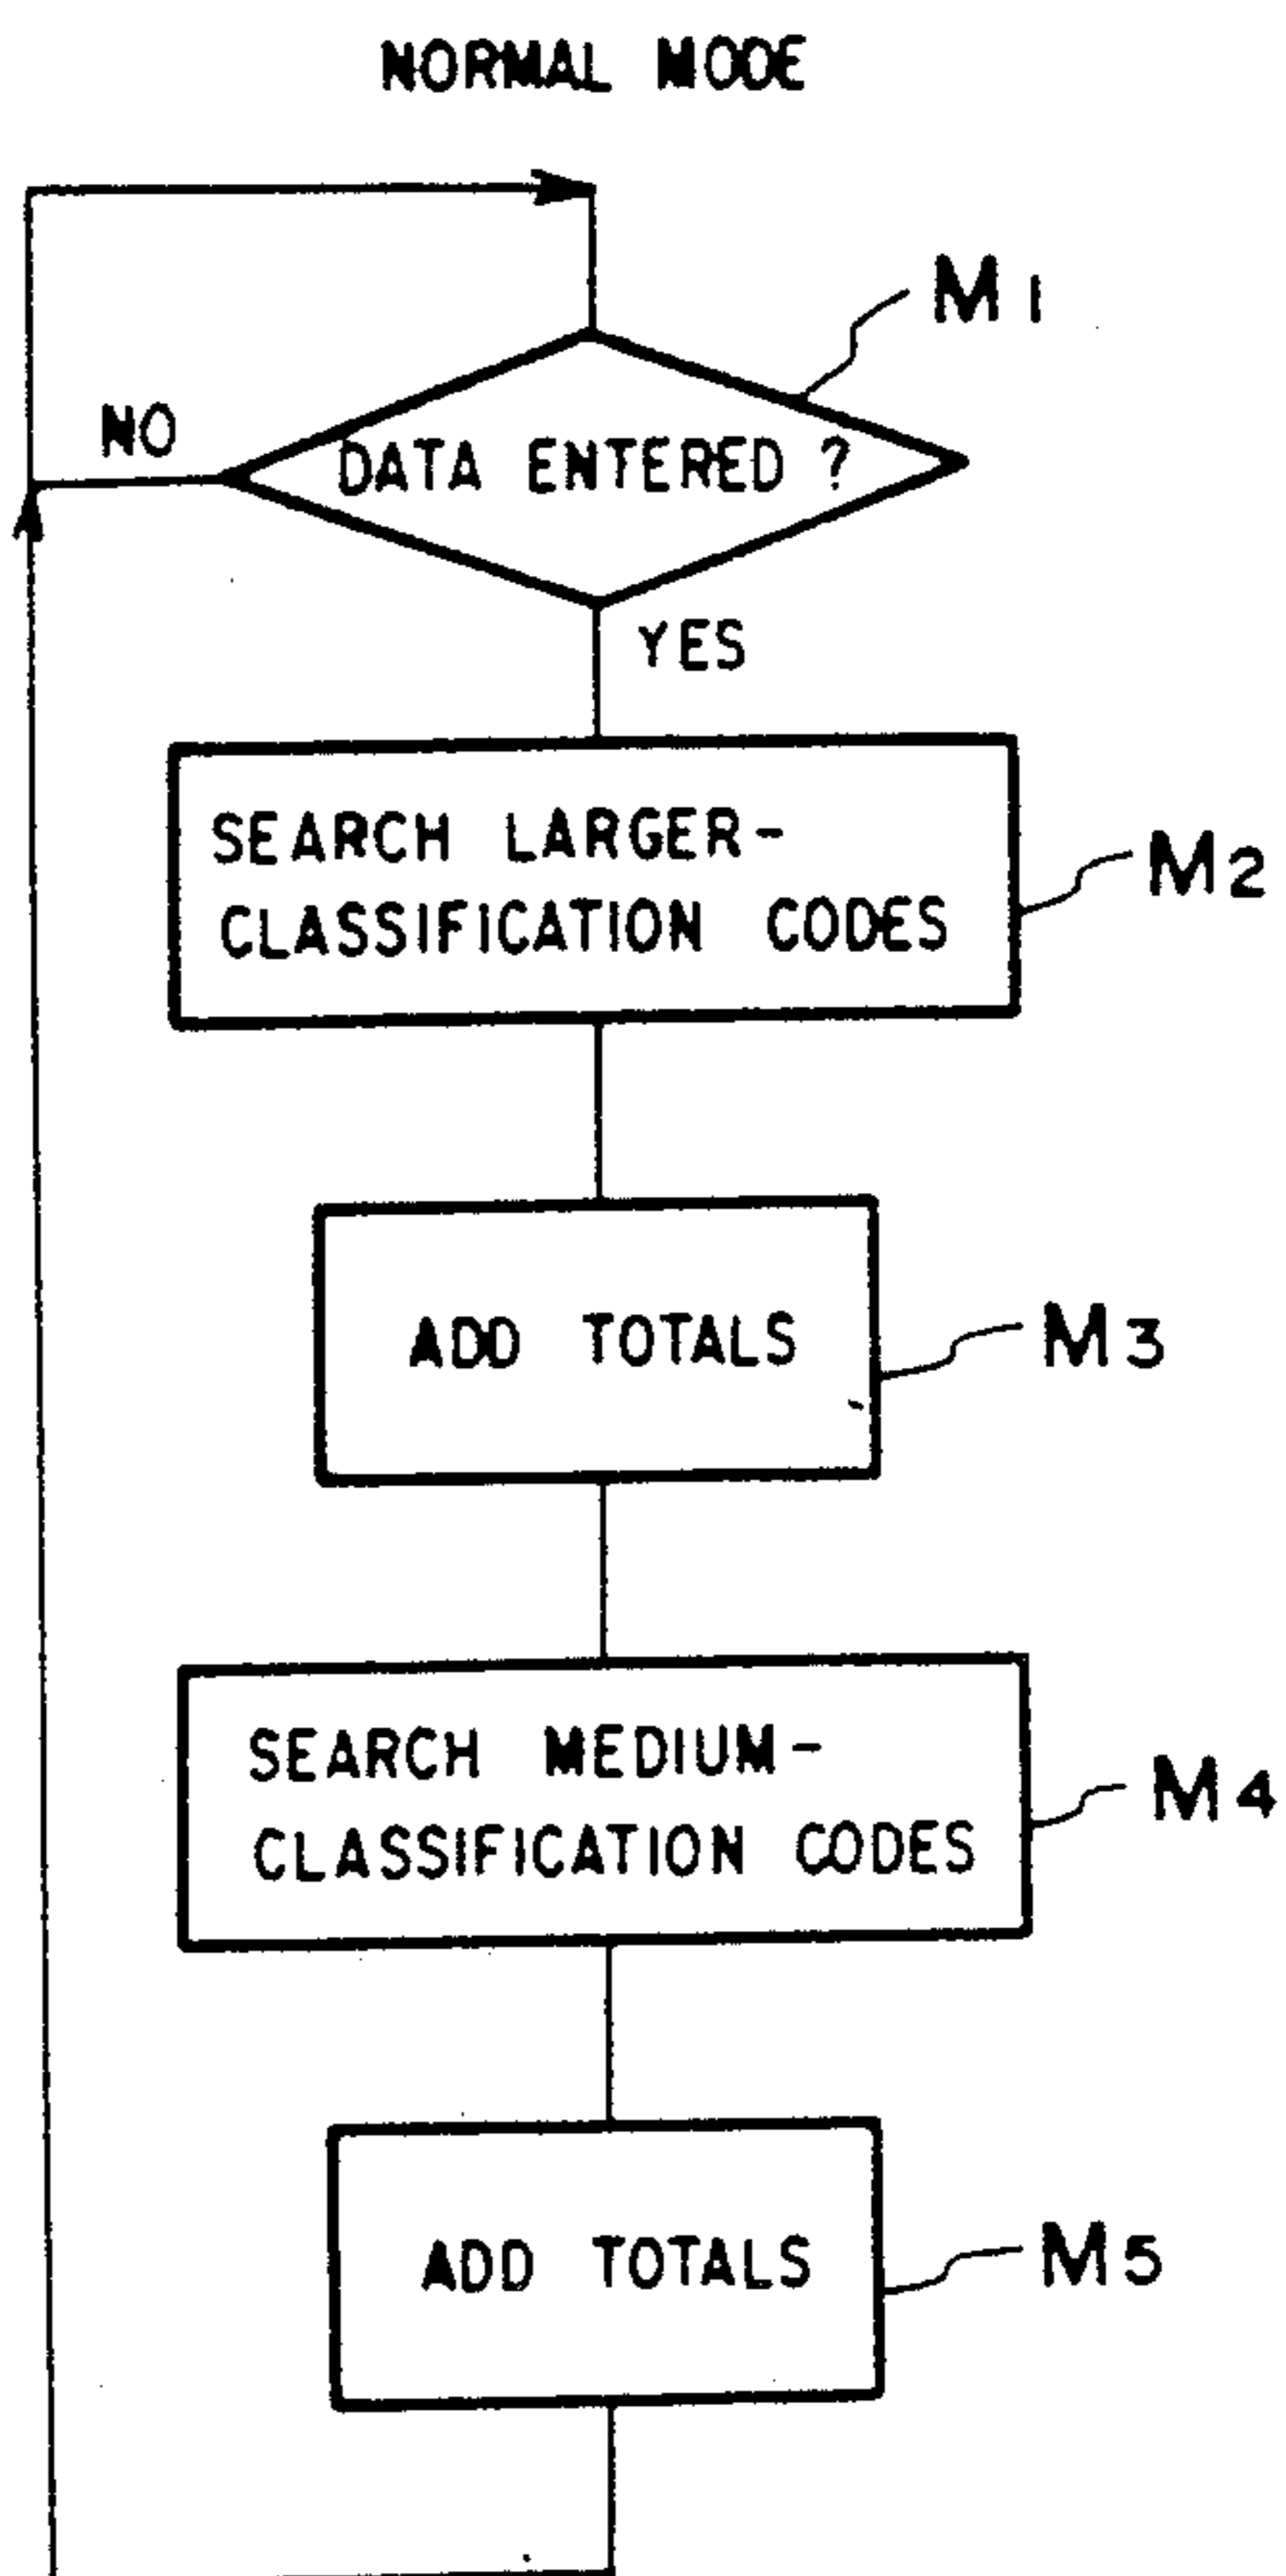 NORMAL MODE
M1
NO
DATA ENTERED ?
YES
SEARCH LARGER-
CLASSIFICATION CODES
M2
ADD TOTALS
M3
SEARCH MEDIUM-
CLASSIFICATION CODES
M4
ADD TOTALS
M5